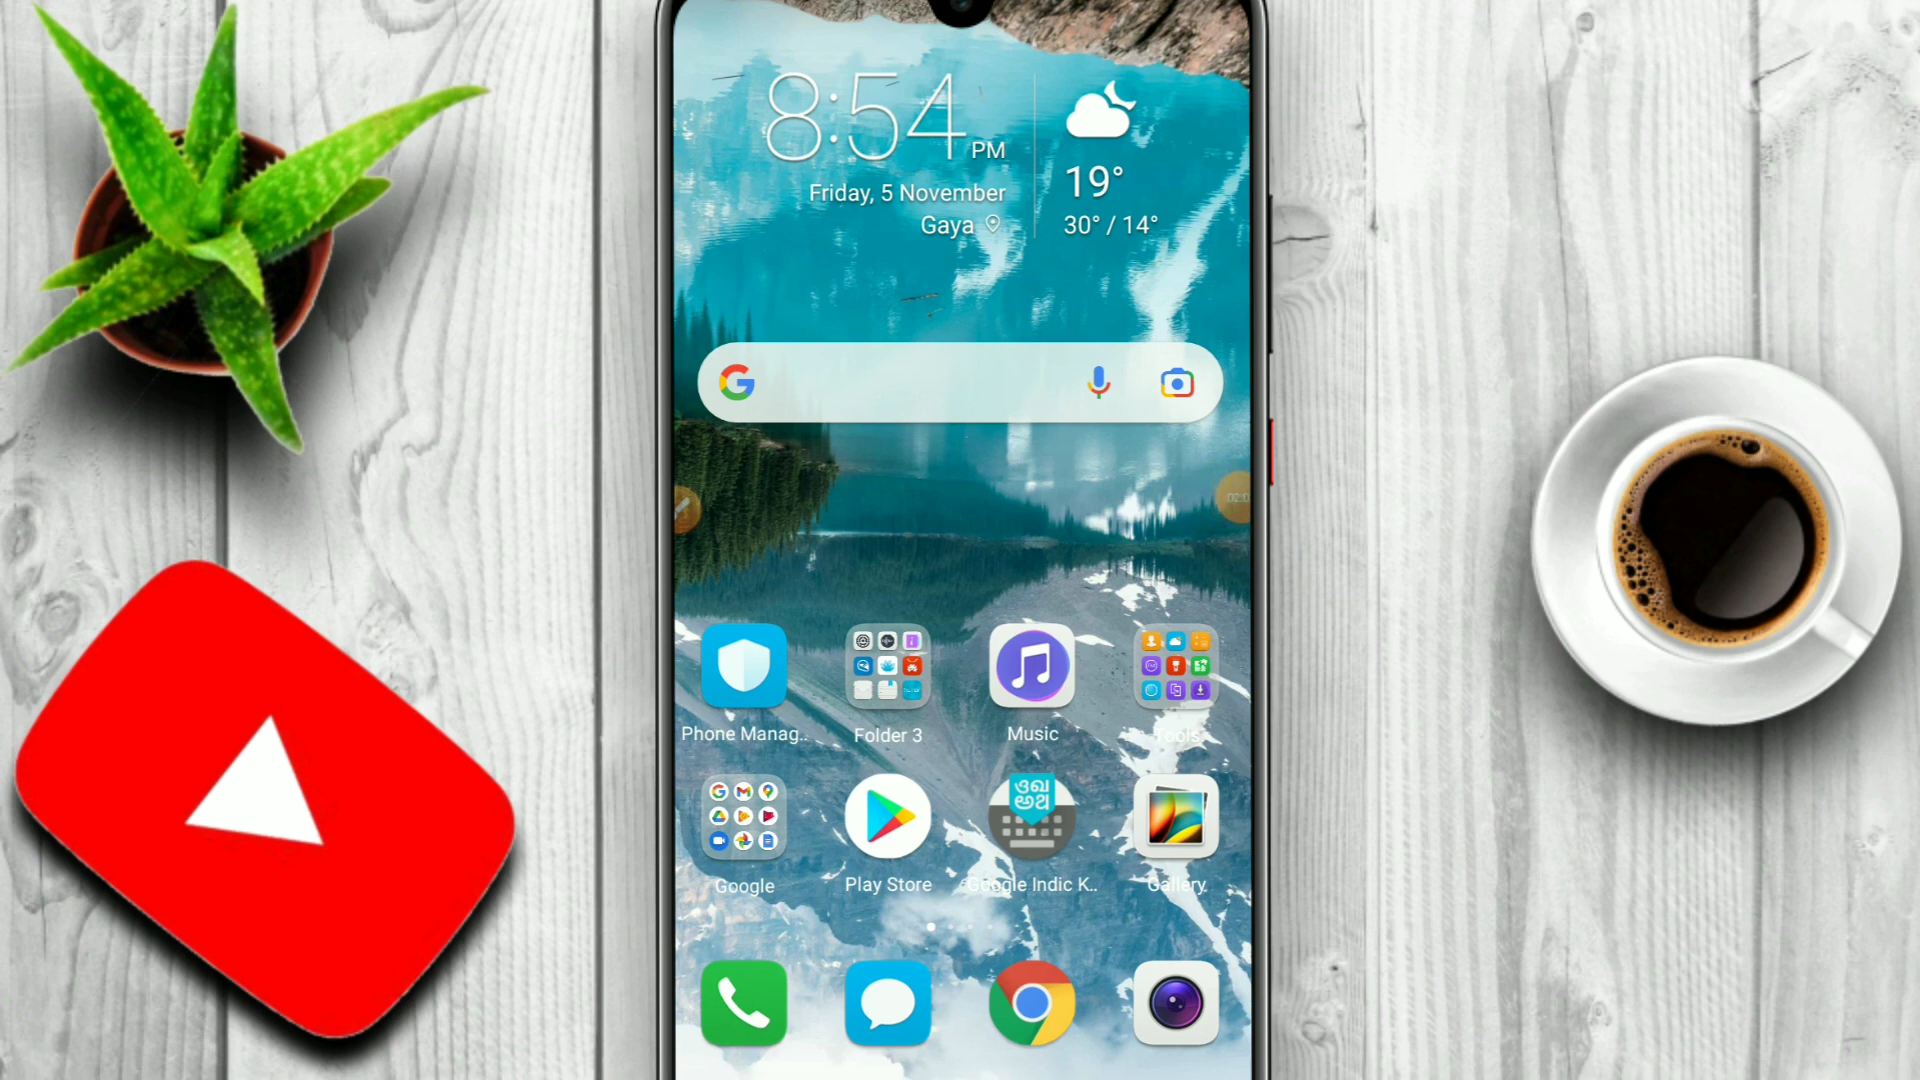 8:54 PM
Friday, 5 November
Gaya
19°
30° / 14°
Phone Manag..
Folder 3
Music
Tools
Google
Play Store
Google Indic K..
Gallery